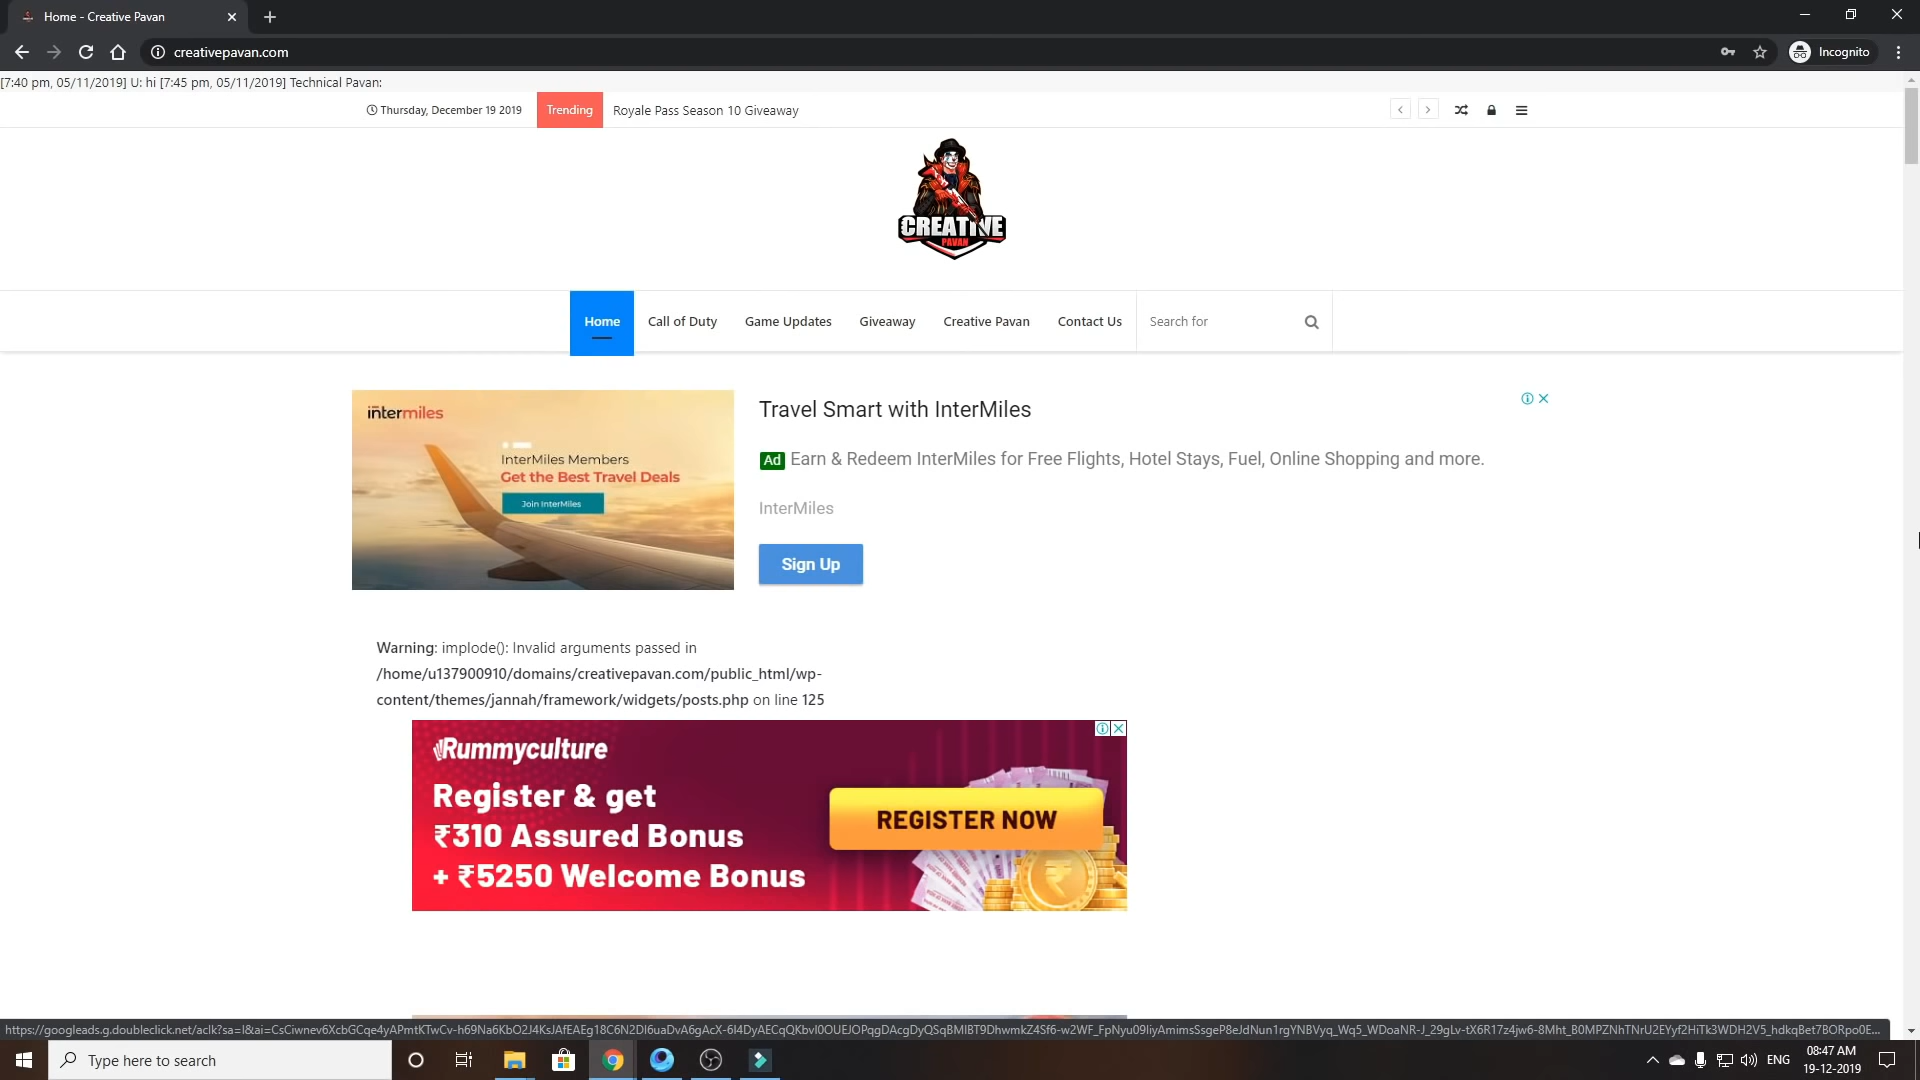 Home - Creative Pavan
creativepavan.com
Incognito
[7:40 pm, 05/11/2019] U: hi [7:45 pm, 05/11/2019] Technical Pavan:
Thursday, December 19 2019
Trending
Royale Pass Season 10 Giveaway
CREATIVE
PAVAN
Home
Call of Duty
Game Updates
Giveaway
Creative Pavan
Contact Us
Search for
intermiles
InterMiles Members
Get the Best Travel Deals
Join InterMiles
Travel Smart with InterMiles
Ad Earn & Redeem InterMiles for Free Flights, Hotel Stays, Fuel, Online Shopping and more.
InterMiles
Sign Up
Warning: implode(): Invalid arguments passed in
/home/u137900910/domains/creativepavan.com/public_html/wp-
content/themes/jannah/framework/widgets/posts.php on line 125
Rummyculture
Register & get
₹310 Assured Bonus
+ ₹5250 Welcome Bonus
REGISTER NOW
Type here to search
ENG
08:47 AM
19-12-2019